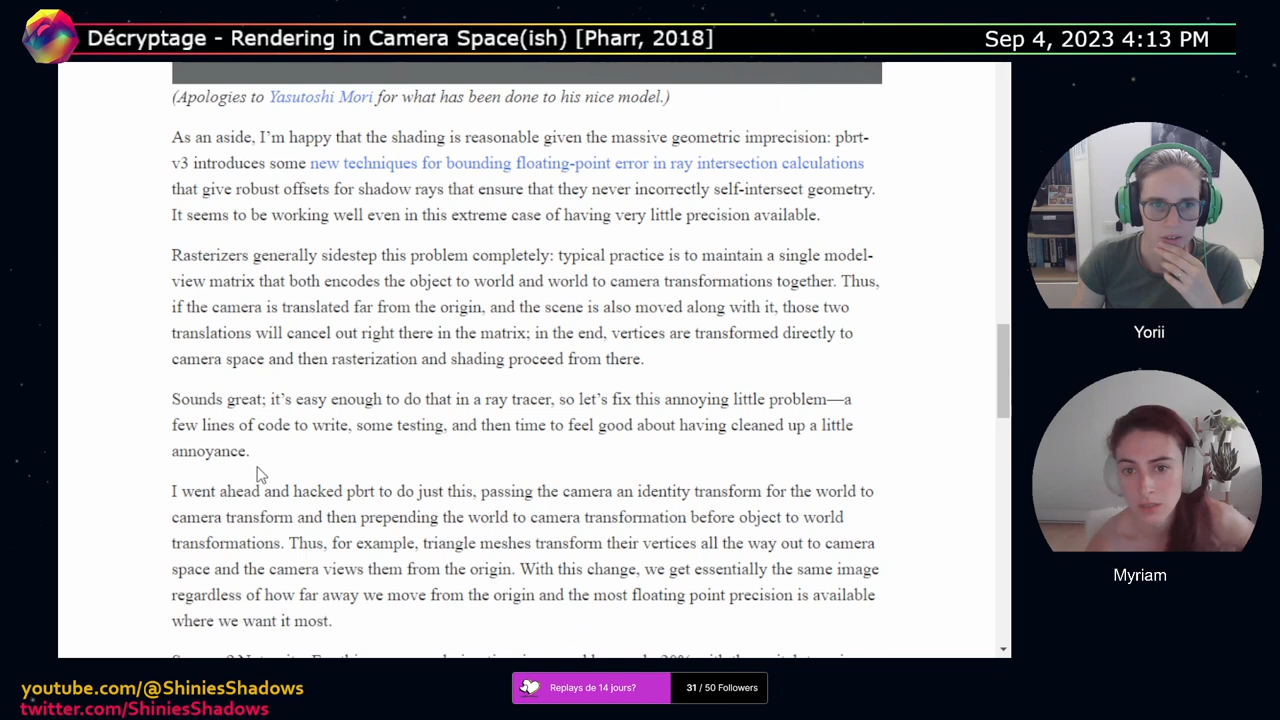 Décryptage - Rendering in Camera Space(ish) [Pharr, 2018]
Sep 4, 2023 4:13 PM
(Apologies to Yasutoshi Mori for what has been done to his nice model.)
As an aside, I'm happy that the shading is reasonable given the massive geometric imprecision: pbrt-
v3 introduces some new techniques for bounding floating-point error in ray intersection calculations
that give robust offsets for shadow rays that ensure that they never incorrectly self-intersect geometry.
It seems to be working well even in this extreme case of having very little precision available.
Rasterizers generally sidestep this problem completely: typical practice is to maintain a single model-
view matrix that both encodes the object to world and world to camera transformations together. Thus,
if the camera is translated far from the origin, and the scene is also moved along with it, those two
translations will cancel out right there in the matrix; in the end, vertices are transformed directly to
camera space and then rasterization and shading proceed from there.
Sounds great; it's easy enough to do that in a ray tracer, so let's fix this annoying little problem—a
few lines of code to write, some testing, and then time to feel good about having cleaned up a little
annoyance.
I went ahead and hacked pbrt to do just this, passing the camera an identity transform for the world to
camera transform and then prepending the world to camera transformation before object to world
transformations. Thus, for example, triangle meshes transform their vertices all the way out to camera
space and the camera views them from the origin. With this change, we get essentially the same image
regardless of how far away we move from the origin and the most floating point precision is available
where we want it most.
Yorii
Myriam
Replays de 14 jours?
31 / 50 Followers
youtube.com/@ShiniesShadows
twitter.com/ShiniesShadows